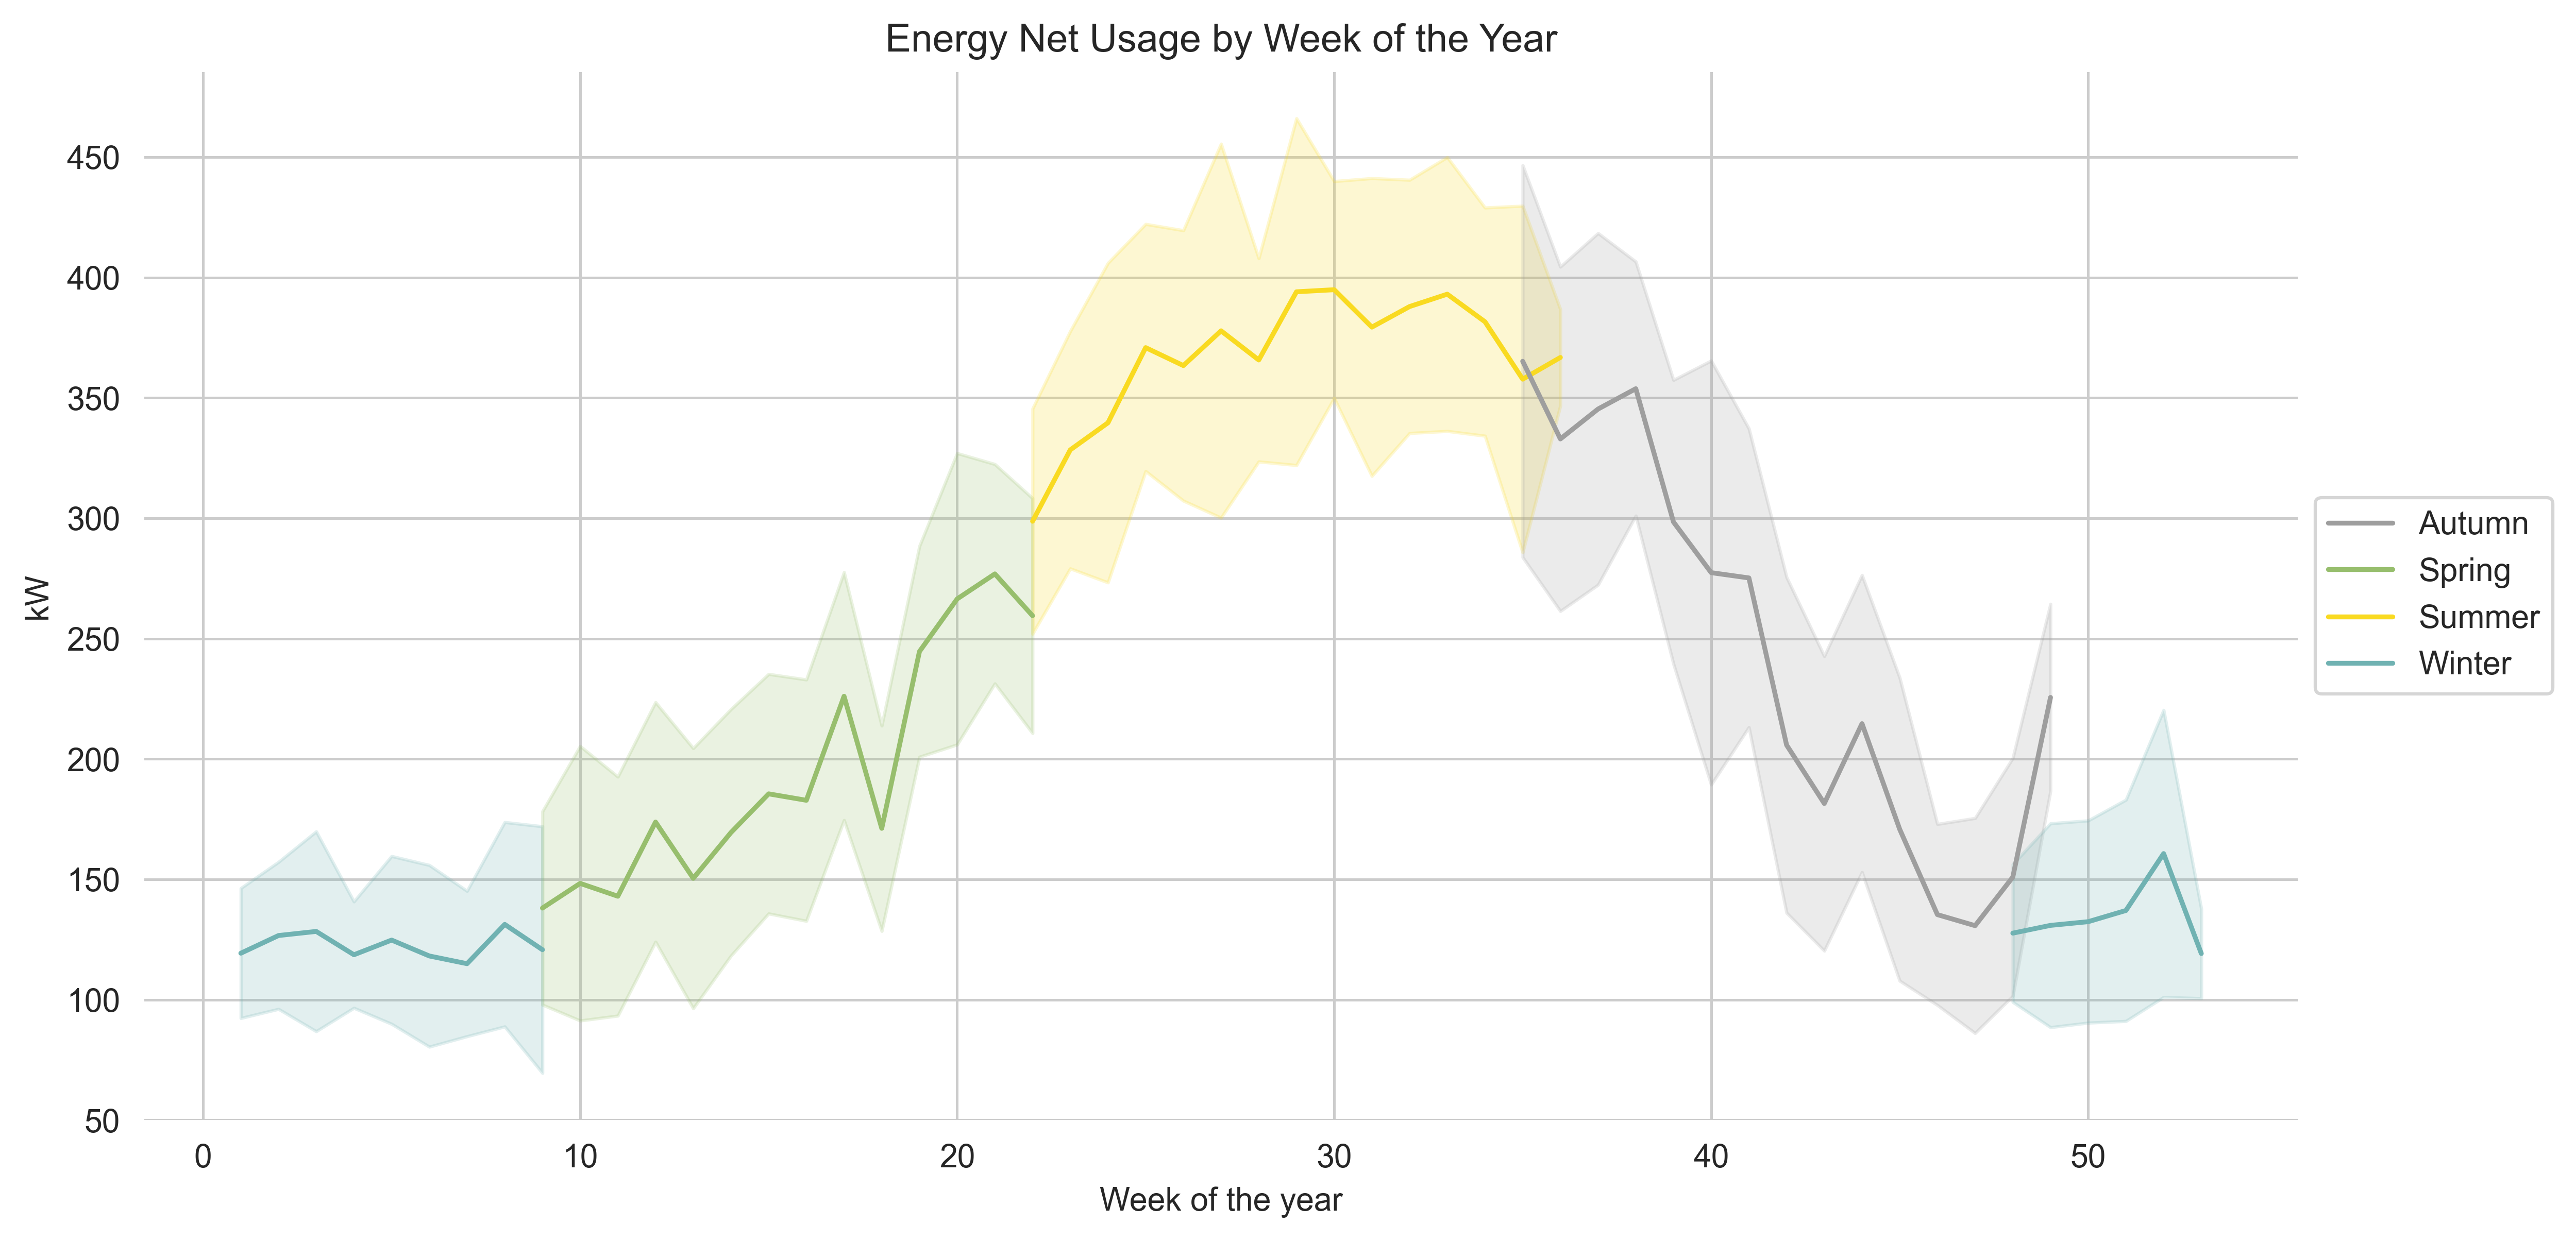 Energy Net Usage by Week of the Year
450
400
350
300
250
200
150
100
50
kW
0 10 20 30 40 50
Week of the year
Autumn
Spring
Summer
Winter